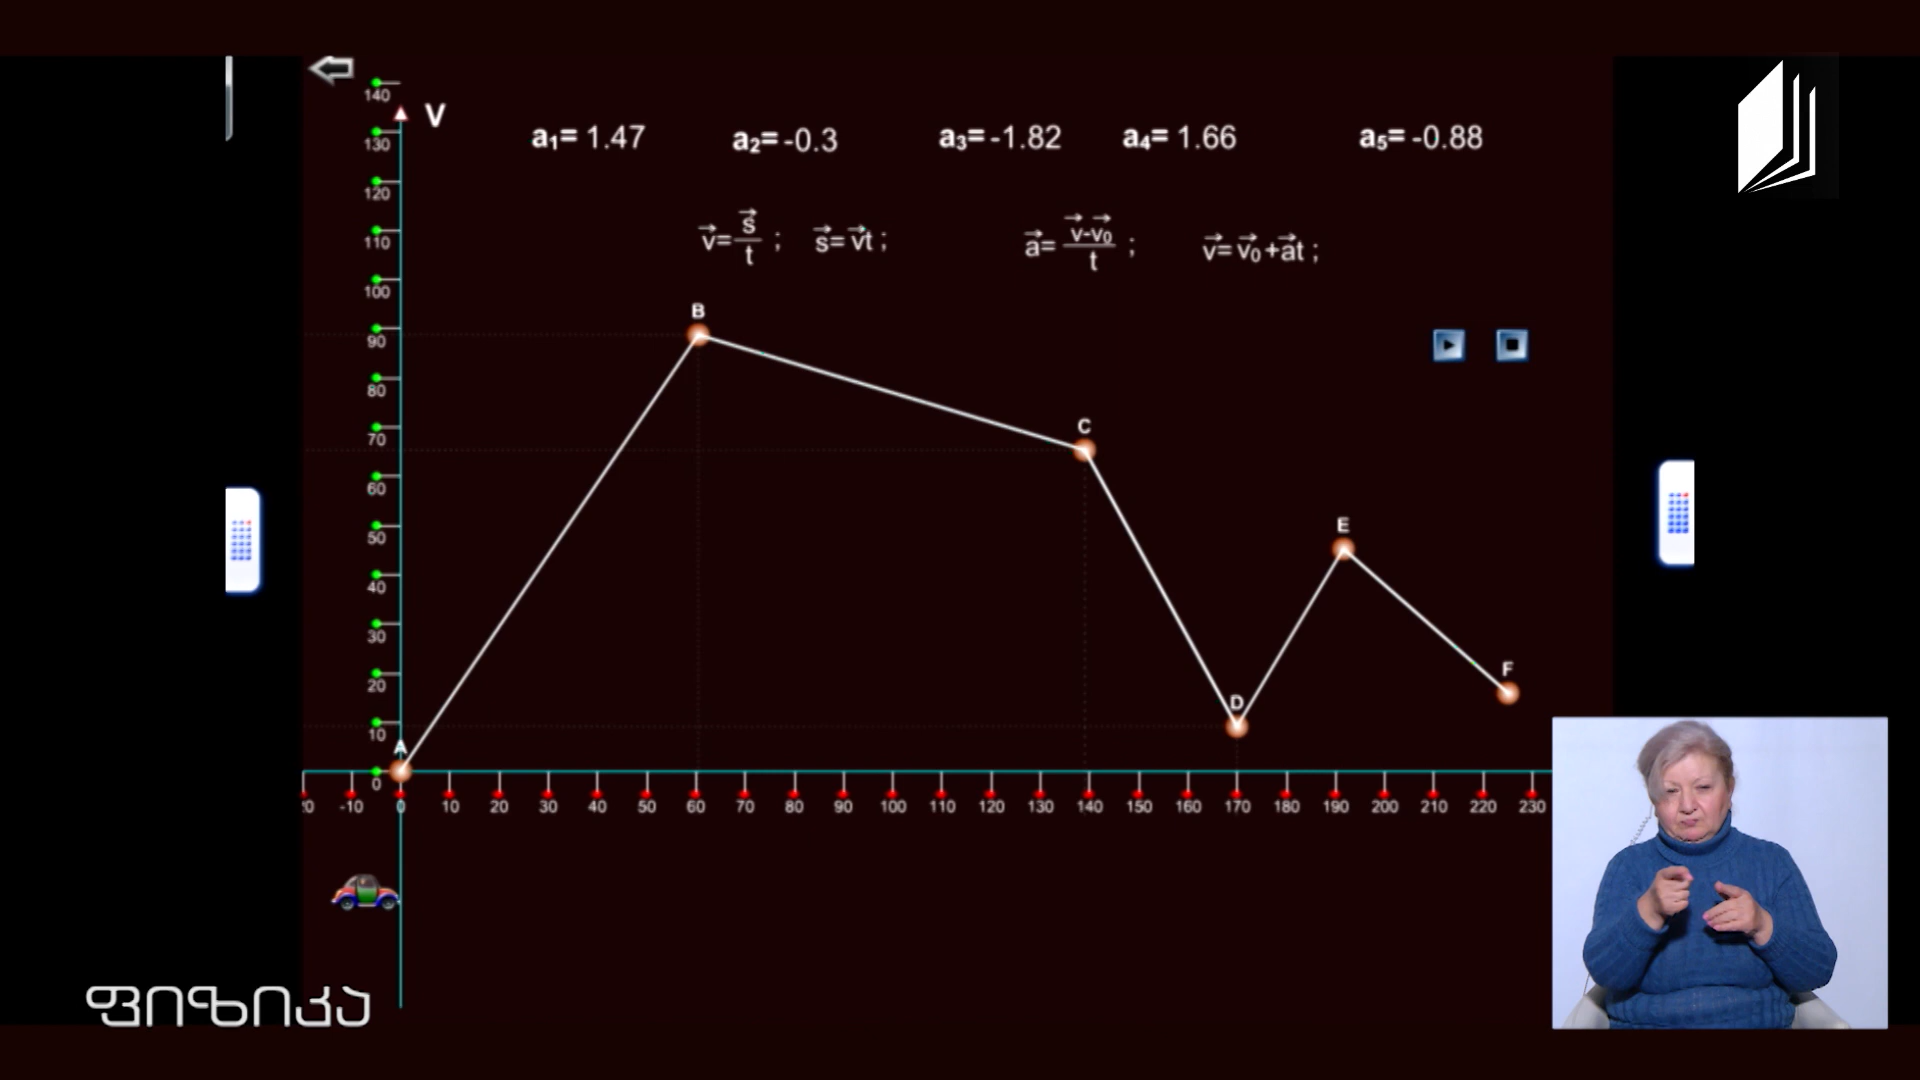 140
V
130
a₁= 1.47 a₂= -0.3 a₃= -1.82 a₄= 1.66 a₅= -0.88
120
110
v⃗=s⃗/t ; s⃗=v⃗t ; a⃗=(v⃗-v⃗₀)/t ; v⃗=v⃗₀+a⃗t ;
100
B
90
80
C
70
60
E
50
40
30
F
20
D
10
A
0
20 -10 0 10 20 30 40 50 60 70 80 90 100 110 120 130 140 150 160 170 180 190 200 210 220 230
ფიზიკა